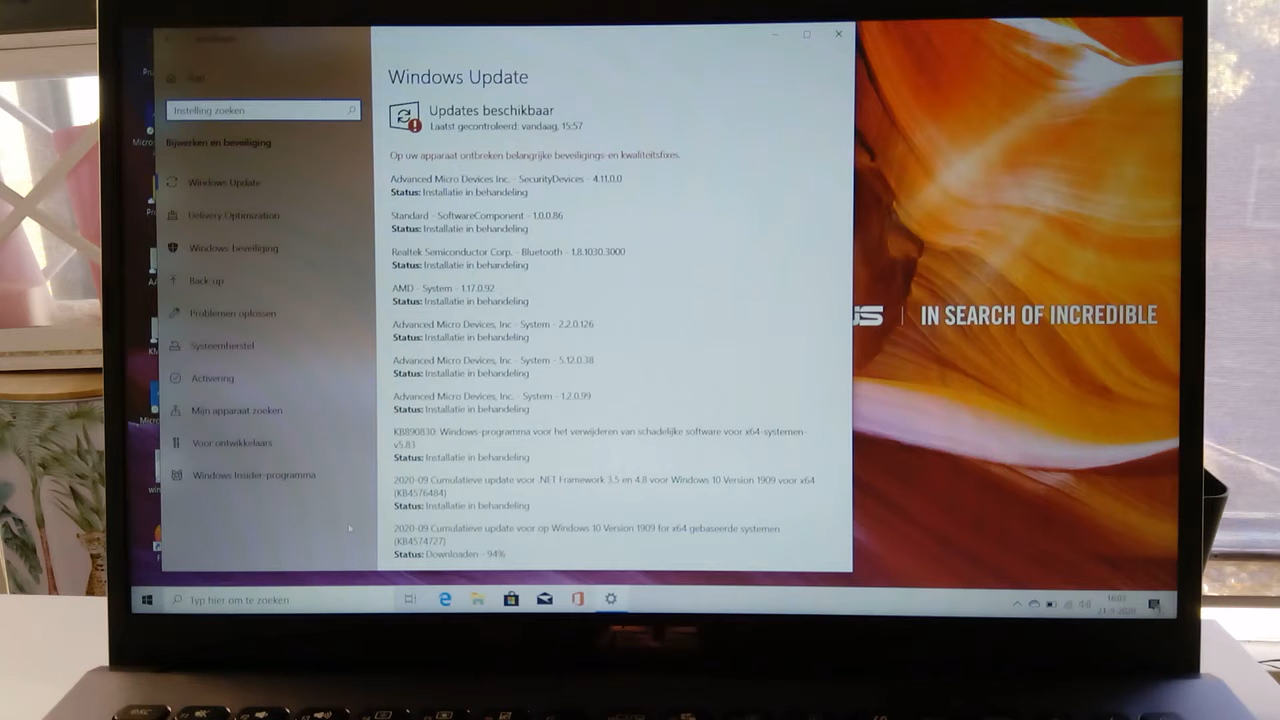 Windows Update
Instelling zoeken
Updates beschikbaar
Laatst gecontroleerd: vandaag, 15:57
Bijwerken en beveiliging
Op uw apparaat ontbreken belangrijke beveiligings- en kwaliteitsfixes.
Windows Update
Delivery Optimization
Windows-beveiliging
Back-up
Problemen oplossen
Systeemherstel
Activering
Mijn apparaat zoeken
Voor ontwikkelaars
Windows Insider-programma
Advanced Micro Devices Inc. - SecurityDevices - 4.11.0.0
Status: Installatie in behandeling
Standard - SoftwareComponent - 1.0.0.86
Status: Installatie in behandeling
Realtek Semiconductor Corp. - Bluetooth - 1.8.1030.3000
Status: Installatie in behandeling
AMD - System - 1.17.0.92
Status: Installatie in behandeling
Advanced Micro Devices, Inc - System - 2.2.0.126
Status: Installatie in behandeling
Advanced Micro Devices, Inc - System - 5.12.0.38
Status: Installatie in behandeling
Advanced Micro Devices, Inc. - System - 1.2.0.99
Status: Installatie in behandeling
KB890830: Windows-programma voor het verwijderen van schadelijke software voor x64-systemen -
v5.83
Status: Installatie in behandeling
2020-09 Cumulatieve update voor .NET Framework 3.5 en 4.8 voor Windows 10 Version 1909 voor x64
(KB4576484)
Status: Installatie in behandeling
2020-09 Cumulatieve update voor op Windows 10 Version 1909 for x64 gebaseerde systemen
(KB4574727)
Status: Downloaden - 94%
IN SEARCH OF INCREDIBLE
Typ hier om te zoeken
16:03
21-9-2020